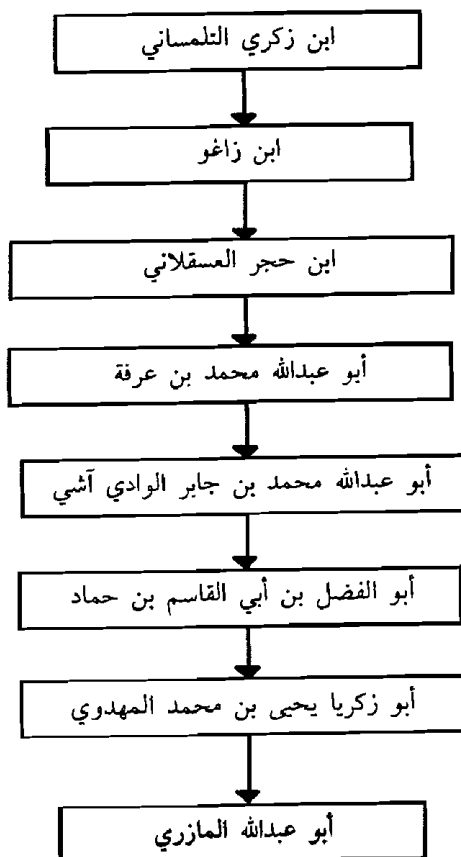 ابن زكري التلمساني
ابن زاغو
ابن حجر العسقلاني
أبو عبدالله محمد بن عرفة
أبو عبدالله محمد بن جابر الوادي آشي
أبو الفضل بن أبي القاسم بن حماد
أبو زكريا يحيى بن محمد المهدوي
أبو عبدالله المازري